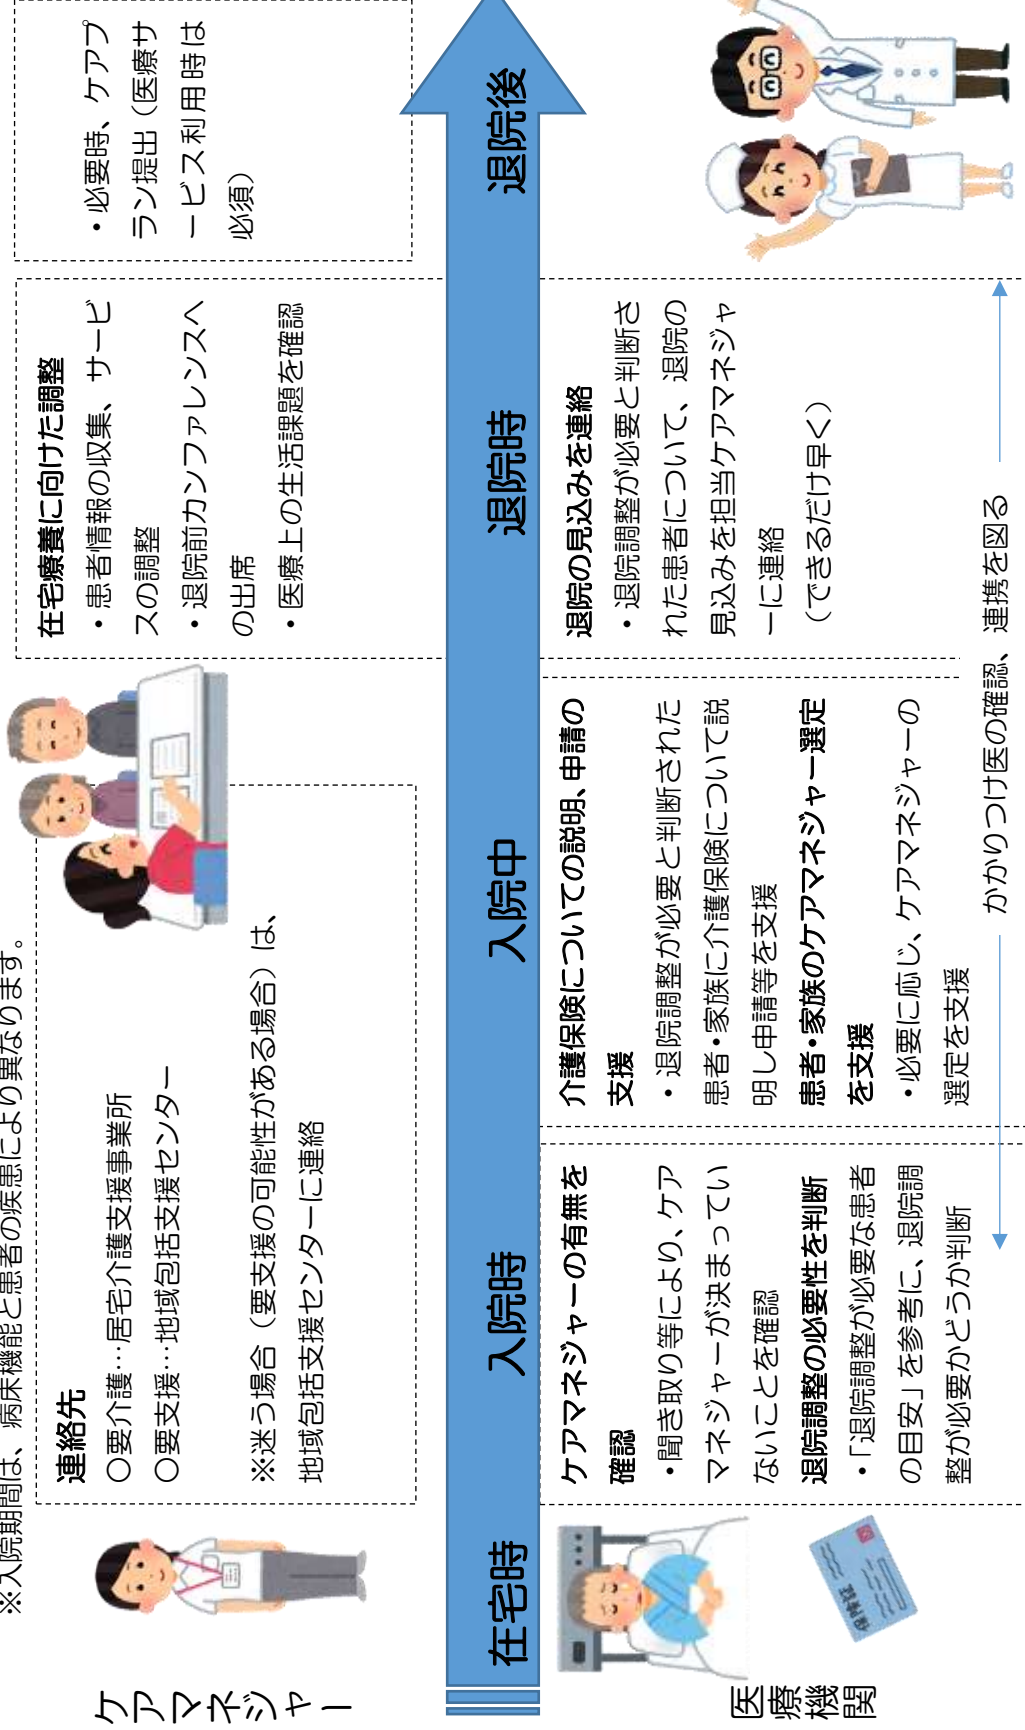 ※入院期間は、病床機能と患者の疾患により異なります。
ケアマネジャー
連絡先
〇要介護…居宅介護支援事業所
〇要支援…地域包括支援センター
※迷う場合（要支援の可能性がある場合）は、
地域包括支援センターに連絡
在宅療養に向けた調整
・患者情報の収集、サービ
スの調整
・退院前カンファレンスへ
の出席
・医療上の生活課題を確認
・必要時、ケアプ
ラン提出（医療サ
ービス利用時は
必須）
在宅時
入院時
入院中
退院時
退院後
医療機関
ケアマネジャーの有無を
確認
・聞き取り等により、ケア
マネジャーが決まってい
ないことを確認
退院調整の必要性を判断
・「退院調整が必要な患者
の目安」を参考に、退院調
整が必要かどうか判断
介護保険についての説明、申請の
支援
・退院調整が必要と判断された
患者・家族に介護保険について説
明し申請等を支援
患者・家族のケアマネジャー選定
を支援
・必要に応じ、ケアマネジャーの
選定を支援
退院の見込みを連絡
・退院調整が必要と判断さ
れた患者について、退院の
見込みを担当ケアマネジャ
ーに連絡
（できるだけ早く）
かかりつけ医の確認、連携を図る